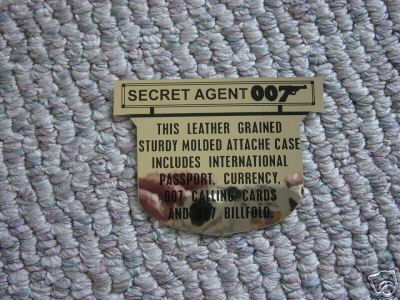 SECRET AGENT 007
THIS LEATHER GRAINED
STURDY MOLDED ATTACHE CASE
INCLUDES INTERNATIONAL
PASSPORT, CURRENCY,
007 CALLING CARDS
AND 007 BILLFOLD.